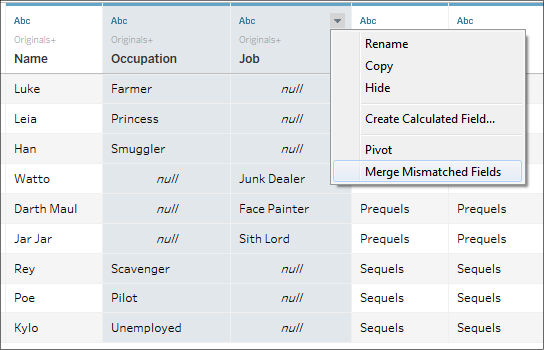 Abc Abc Abc Abc Abc
Originals+ Originals+ Originals+
Name Occupation Job
Rename
Copy
Hide
Create Calculated Field...
Pivot
Merge Mismatched Fields
Luke Farmer null
Leia Princess null
Han Smuggler null
Watto null Junk Dealer
Darth Maul null Face Painter Prequels Prequels
Jar Jar null Sith Lord Prequels Prequels
Rey Scavenger null Sequels Sequels
Poe Pilot null Sequels Sequels
Kylo Unemployed null Sequels Sequels